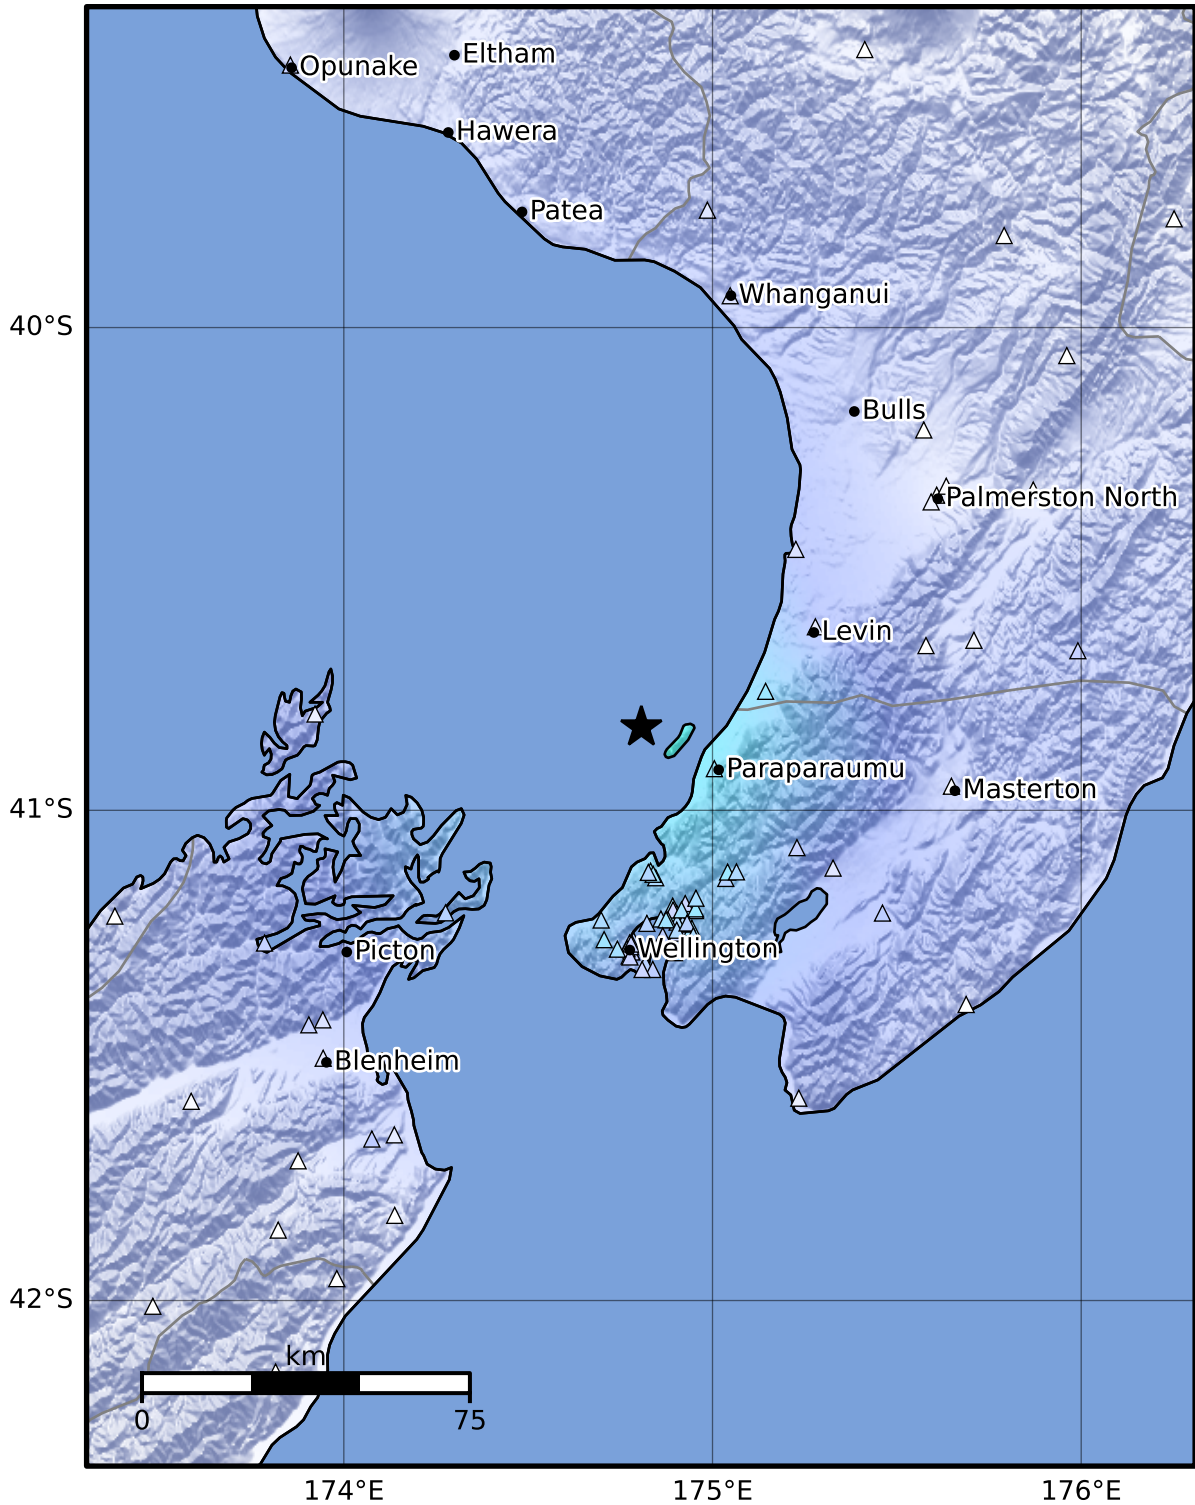 Eltham
Opunake
Hawera
Patea
Whanganui
40°S
Bulls
Palmerston North
Levin
Paraparaumu
Masterton
41°S
Wellington
Picton
Blenheim
42°S
km
0
75
174°E
175°E
176°E